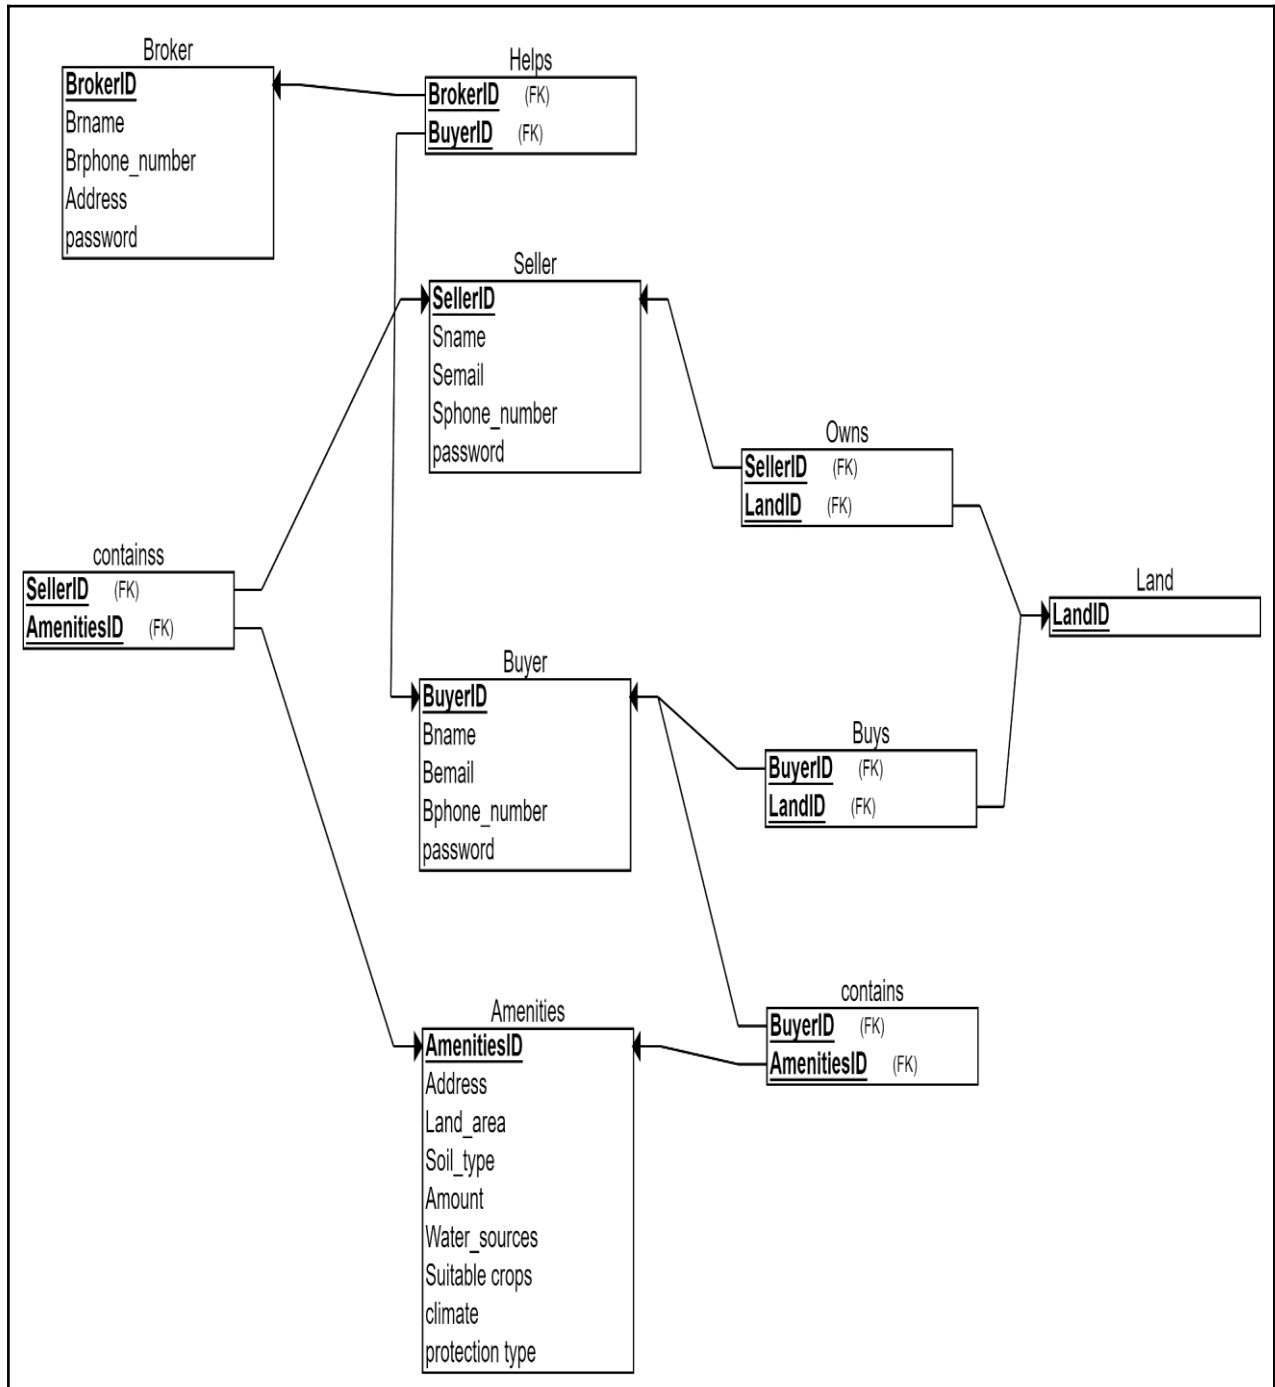 Broker
BrokerID
Brname
Brphone_number
Address
password
Helps
BrokerID (FK)
BuyerID (FK)
Seller
SellerID
Sname
Semail
Sphone_number
password
Owns
SellerID (FK)
LandID (FK)
containss
SellerID (FK)
AmenitiesID (FK)
Land
LandID
Buyer
BuyerID
Bname
Bemail
Bphone_number
password
Buys
BuyerID (FK)
LandID (FK)
contains
BuyerID (FK)
AmenitiesID (FK)
Amenities
AmenitiesID
Address
Land_area
Soil_type
Amount
Water_sources
Suitable crops
climate
protection type